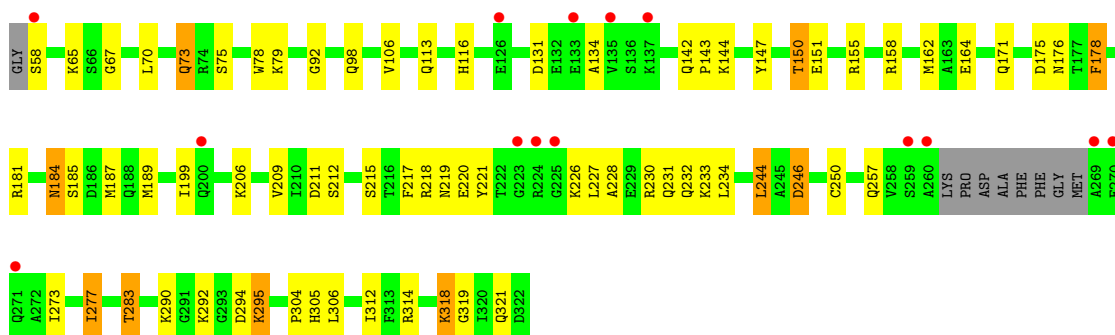 GLY S58 K65 S66 G67 L70 Q73 R74 S75 W78 K79 G92 Q98 V106 Q113 H116 E126 D131 E132 E133 A134 V135 S136 K137 Q142 P143 K144 Y147 T150 E151 R155 R158 M162 A163 E164 Q171 D175 N176 T177 F178
R181 N184 S185 D186 M187 Q188 M189 I199 Q200 K206 V209 I210 D211 S212 S215 T216 F217 R218 N219 E220 Y221 T222 G223 R224 G225 K226 L227 A228 E229 R230 Q231 Q232 K233 L234 L244 A245 D246 C250 Q257 V258 S259 A260 LYS PRO ASP ALA PHE PHE GLY MET A269
Q271 A272 I273 I277 T283 K290 G291 K292 G293 D294 K295 P304 H305 L306 I312 F313 R314 K318 G319 I320 Q321 D322